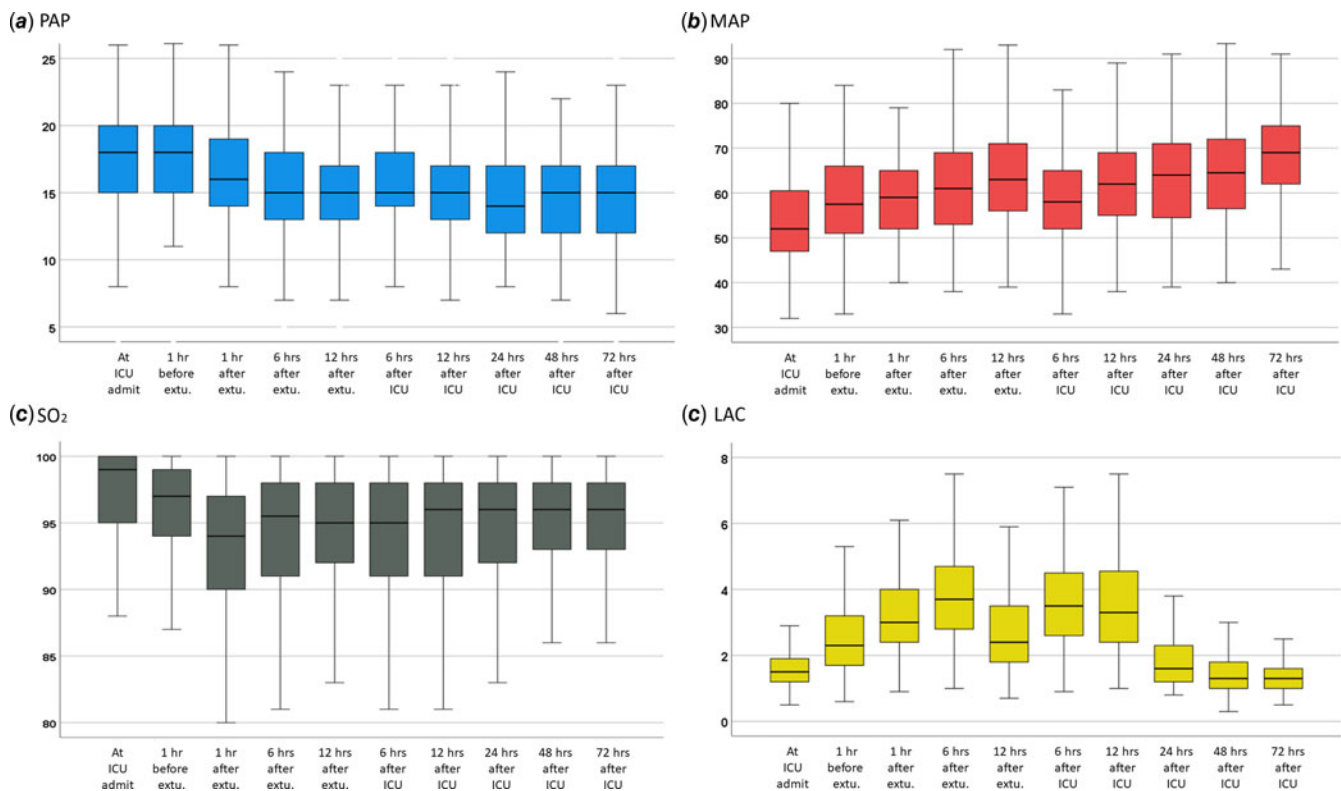 (a) PAP
25
20
15
10
5
At ICU admit
1 hr before extu.
1 hr after extu.
6 hrs after extu.
12 hrs after extu.
6 hrs after ICU
12 hrs after ICU
24 hrs after ICU
48 hrs after ICU
72 hrs after ICU
(b) MAP
90
80
70
60
50
40
30
At ICU admit
1 hr before extu.
1 hr after extu.
6 hrs after extu.
12 hrs after extu.
6 hrs after ICU
12 hrs after ICU
24 hrs after ICU
48 hrs after ICU
72 hrs after ICU
(c) SO₂
100
95
90
85
80
At ICU admit
1 hr before extu.
1 hr after extu.
6 hrs after extu.
12 hrs after extu.
6 hrs after ICU
12 hrs after ICU
24 hrs after ICU
48 hrs after ICU
72 hrs after ICU
(c) LAC
8
6
4
2
0
At ICU admit
1 hr before extu.
1 hr after extu.
6 hrs after extu.
12 hrs after extu.
6 hrs after ICU
12 hrs after ICU
24 hrs after ICU
48 hrs after ICU
72 hrs after ICU